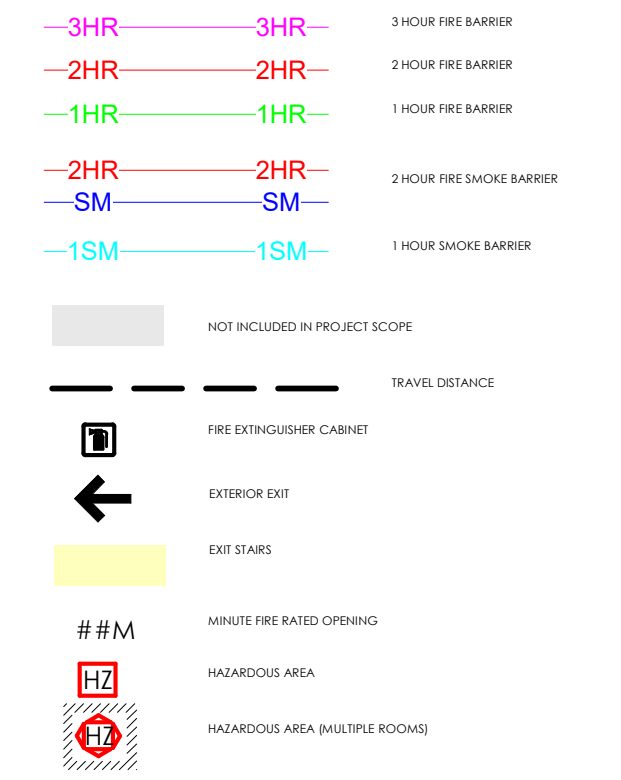 3HR 3HR 3 HOUR FIRE BARRIER
2HR 2HR 2 HOUR FIRE BARRIER
1HR 1HR 1 HOUR FIRE BARRIER
2HR 2HR
SM SM
2 HOUR FIRE SMOKE BARRIER
1SM 1SM 1 HOUR SMOKE BARRIER
NOT INCLUDED IN PROJECT SCOPE
TRAVEL DISTANCE
FIRE EXTINGUISHER CABINET
EXTERIOR EXIT
EXIT STAIRS
##M MINUTE FIRE RATED OPENING
HZ HAZARDOUS AREA
HZ HAZARDOUS AREA (MULTIPLE ROOMS)